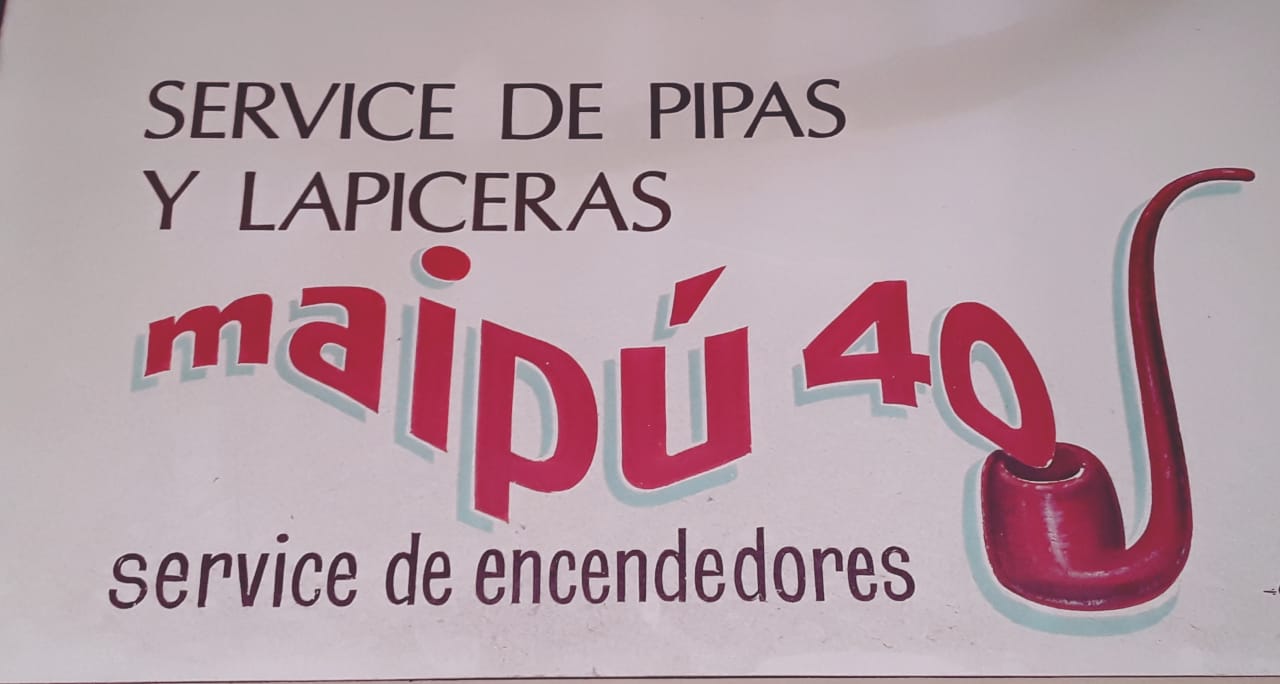 SERVICE DE PIPAS
Y LAPICERAS
maipú 40
service de encendedores